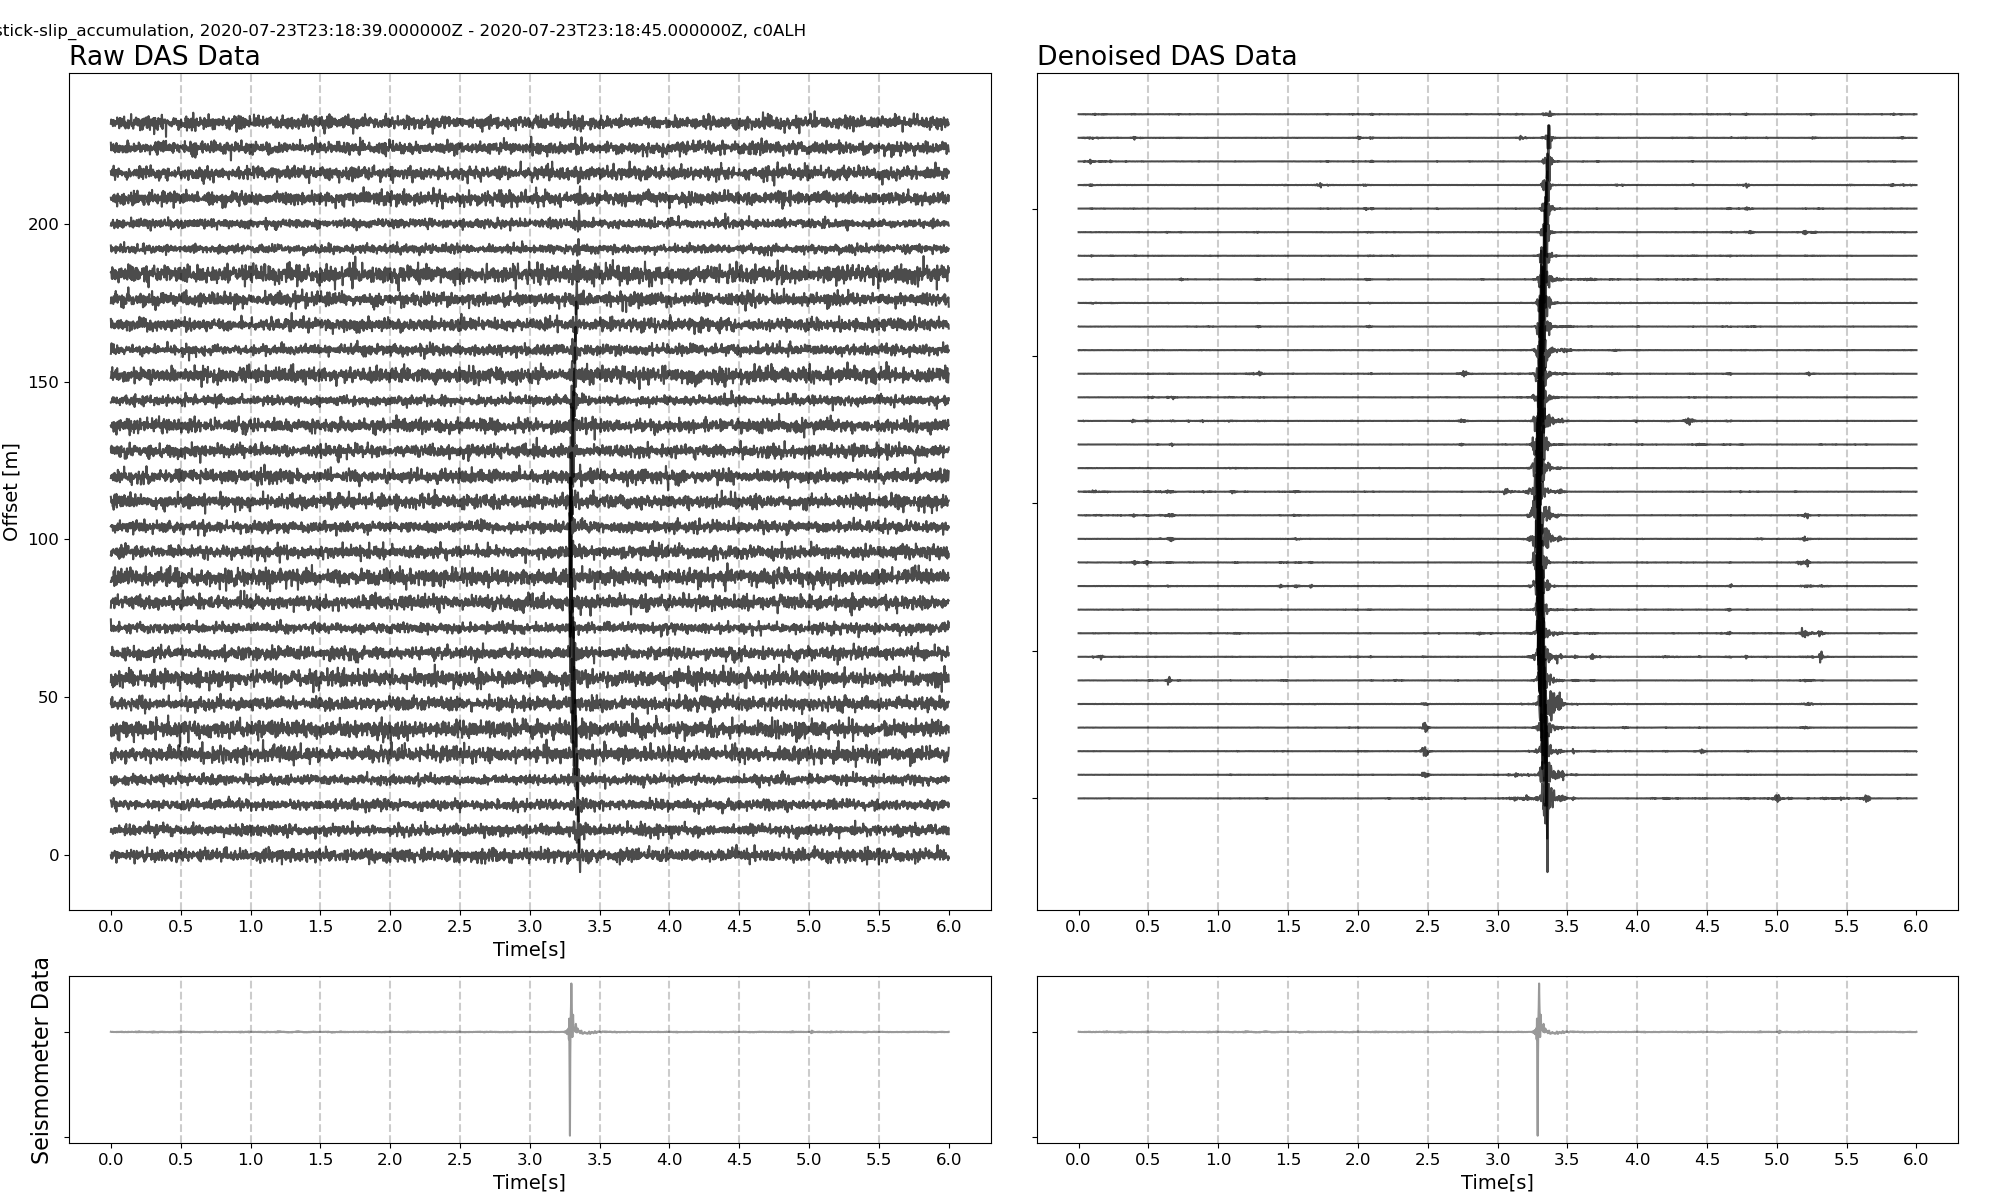 stick-slip_accumulation, 2020-07-23T23:18:39.000000Z - 2020-07-23T23:18:45.000000Z, c0ALH
Raw DAS Data
Denoised DAS Data
Offset [m]
200
150
100
50
0
0.0 0.5 1.0 1.5 2.0 2.5 3.0 3.5 4.0 4.5 5.0 5.5 6.0
0.0 0.5 1.0 1.5 2.0 2.5 3.0 3.5 4.0 4.5 5.0 5.5 6.0
Time[s]
Seismometer Data
0.0 0.5 1.0 1.5 2.0 2.5 3.0 3.5 4.0 4.5 5.0 5.5 6.0
0.0 0.5 1.0 1.5 2.0 2.5 3.0 3.5 4.0 4.5 5.0 5.5 6.0
Time[s]
Time[s]